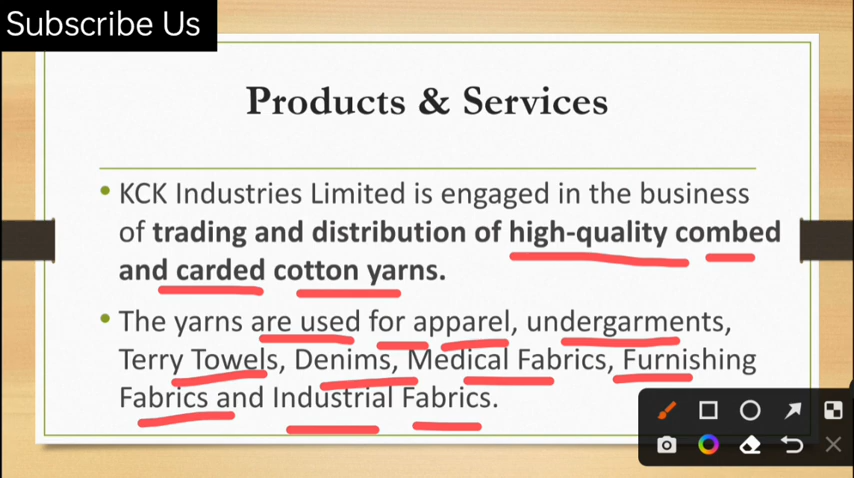 Subscribe Us
Products & Services
• KCK Industries Limited is engaged in the business
of trading and distribution of high-quality combed
and carded cotton yarns.
• The yarns are used for apparel, undergarments,
Terry Towels, Denims, Medical Fabrics, Furnishing
Fabrics and Industrial Fabrics.